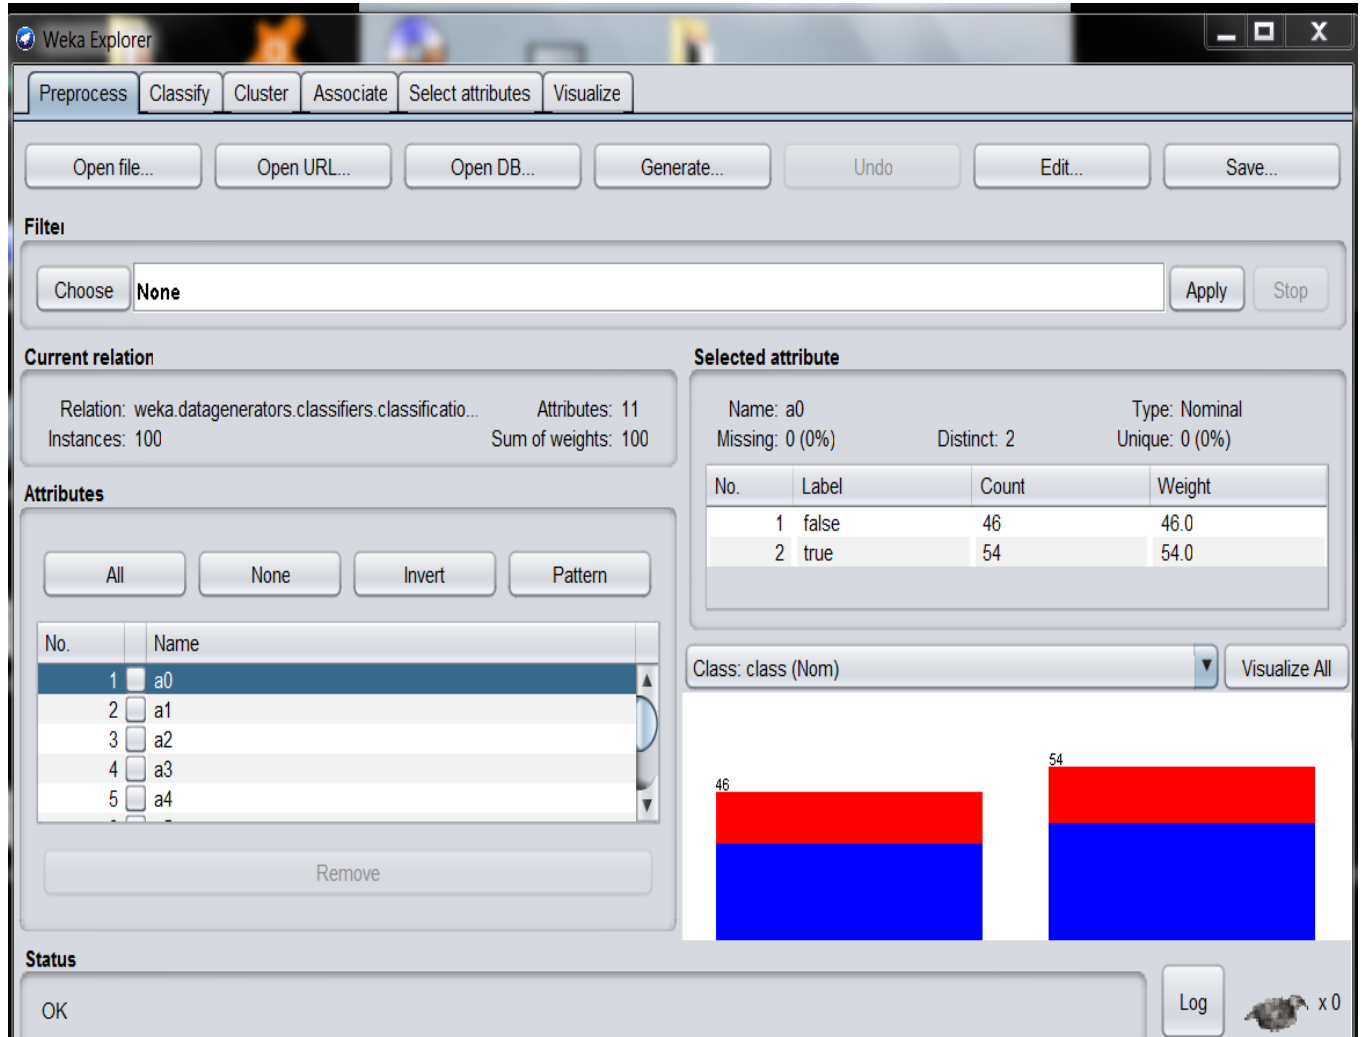 Weka Explorer
Preprocess Classify Cluster Associate Select attributes Visualize
Open file... Open URL... Open DB... Generate... Undo Edit... Save...
Filter
Choose None Apply Stop
Current relation
Relation: weka.datagenerators.classifiers.classificatio... Attributes: 11
Instances: 100 Sum of weights: 100
Attributes
All None Invert Pattern
No. Name
1 a0
2 a1
3 a2
4 a3
5 a4
Remove
Selected attribute
Name: a0 Type: Nominal
Missing: 0 (0%) Distinct: 2 Unique: 0 (0%)
No. Label Count Weight
1 false 46 46.0
2 true 54 54.0
Class: class (Nom) Visualize All
46 54
Status
OK
Log x 0